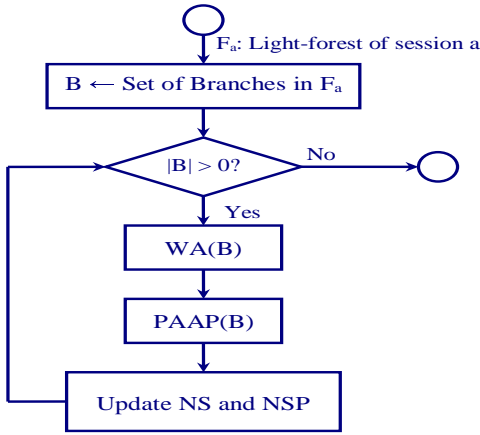 Fₐ: Light-forest of session a
B ← Set of Branches in Fₐ
|B| > 0?
No
Yes
WA(B)
PAAP(B)
Update NS and NSP